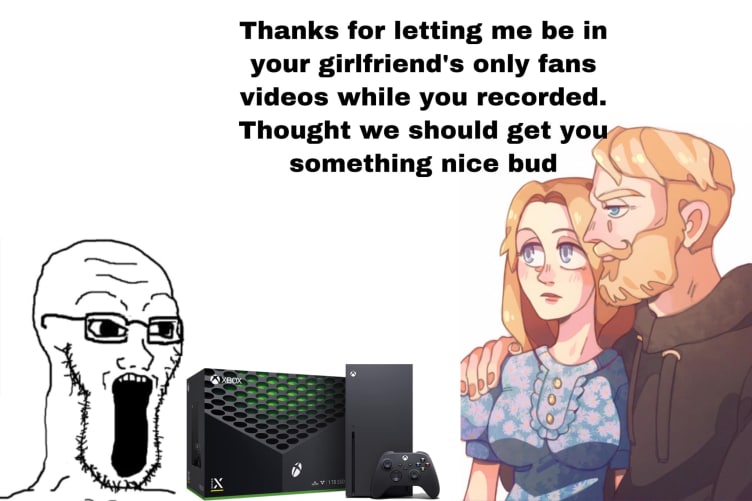 Thanks for letting me be in
your girlfriend's only fans
videos while you recorded.
Thought we should get you
something nice bud
XBOX
X